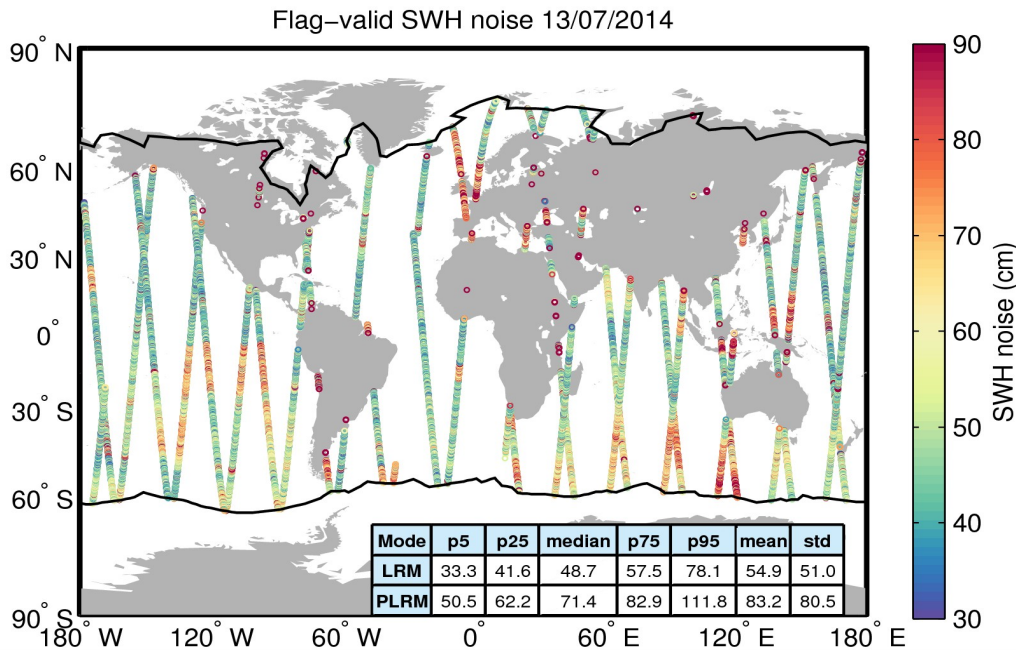 Flag−valid SWH noise 13/07/2014
90° N
60° N
30° N
0°
30° S
60° S
90° S
180° W
120° W
60° W
0°
60° E
120° E
180° E
Mode p5 p25 median p75 p95 mean std
LRM 33.3 41.6 48.7 57.5 78.1 54.9 51.0
PLRM 50.5 62.2 71.4 82.9 111.8 83.2 80.5
90
80
70
60
50
40
30
SWH noise (cm)